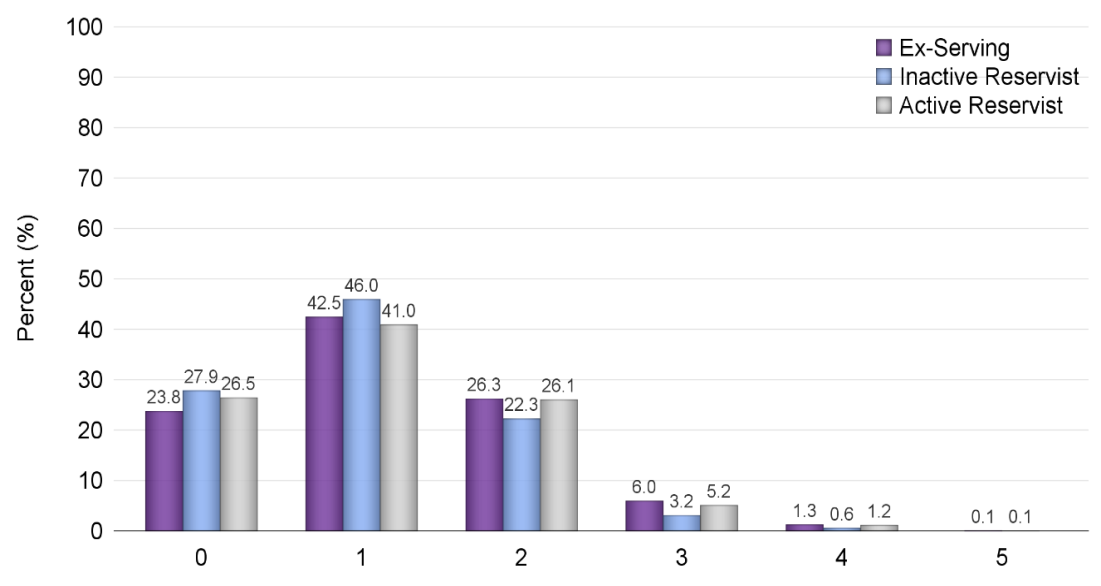 100
90
80
70
60
50
40
30
20
10
0
Percent (%)
Ex-Serving
Inactive Reservist
Active Reservist
23.8 27.9 26.5
42.5 46.0 41.0
26.3 22.3 26.1
6.0 3.2 5.2
1.3 0.6 1.2
0.1 0.1
0 1 2 3 4 5